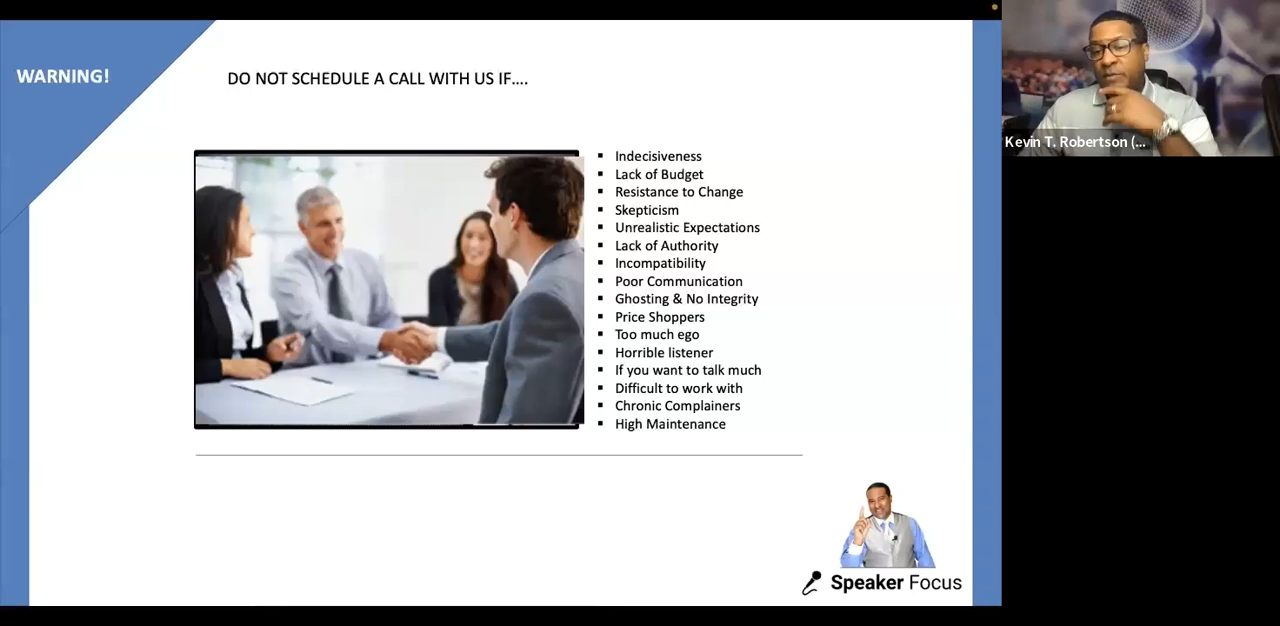 WARNING!
DO NOT SCHEDULE A CALL WITH US IF....
Indecisiveness
Lack of Budget
Resistance to Change
Skepticism
Unrealistic Expectations
Lack of Authority
Incompatibility
Poor Communication
Ghosting & No Integrity
Price Shoppers
Too much ego
Horrible listener
If you want to talk much
Difficult to work with
Chronic Complainers
High Maintenance
Speaker Focus
Kevin T. Robertson (...